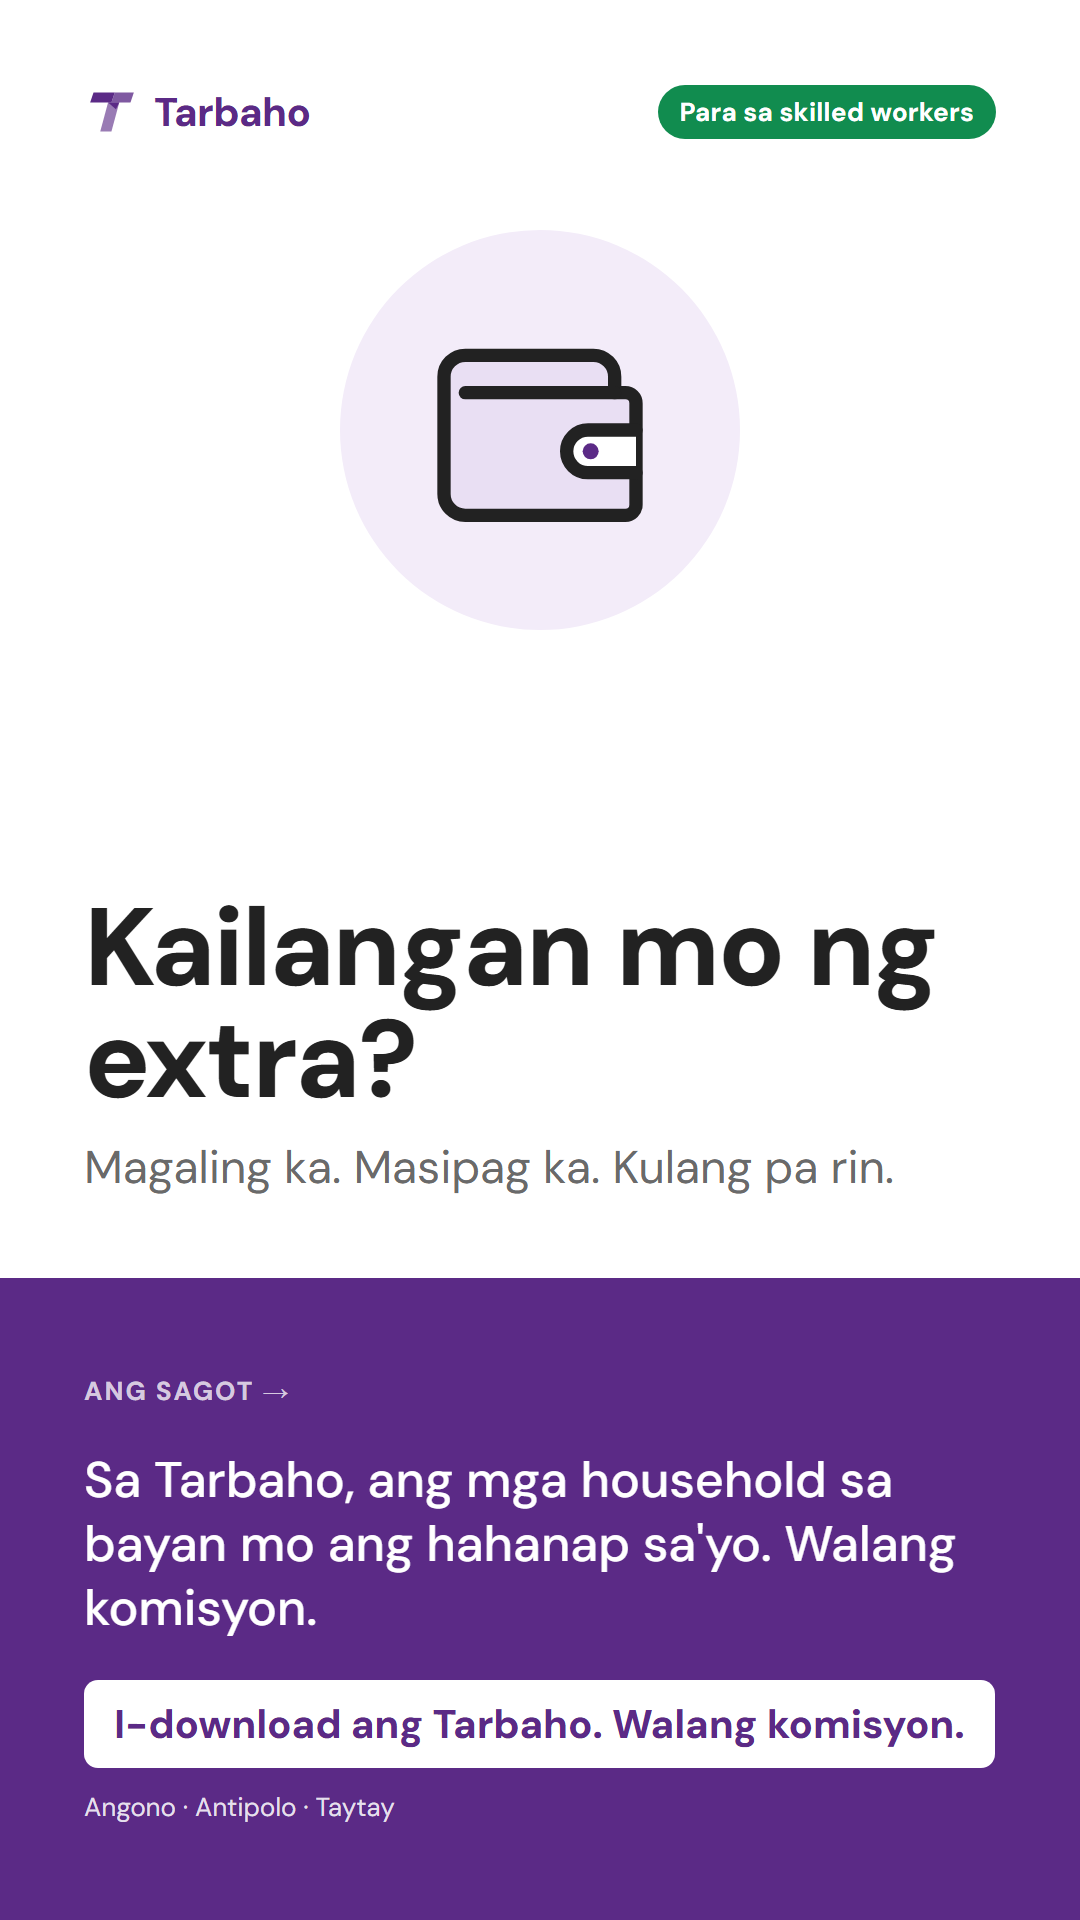 Tarbaho
Para sa skilled workers
Kailangan mo ng
extra?
Magaling ka. Masipag ka. Kulang pa rin.
ANG SAGOT →
Sa Tarbaho, ang mga household sa
bayan mo ang hahanap sa'yo. Walang
komisyon.
I-download ang Tarbaho. Walang komisyon.
Angono · Antipolo · Taytay